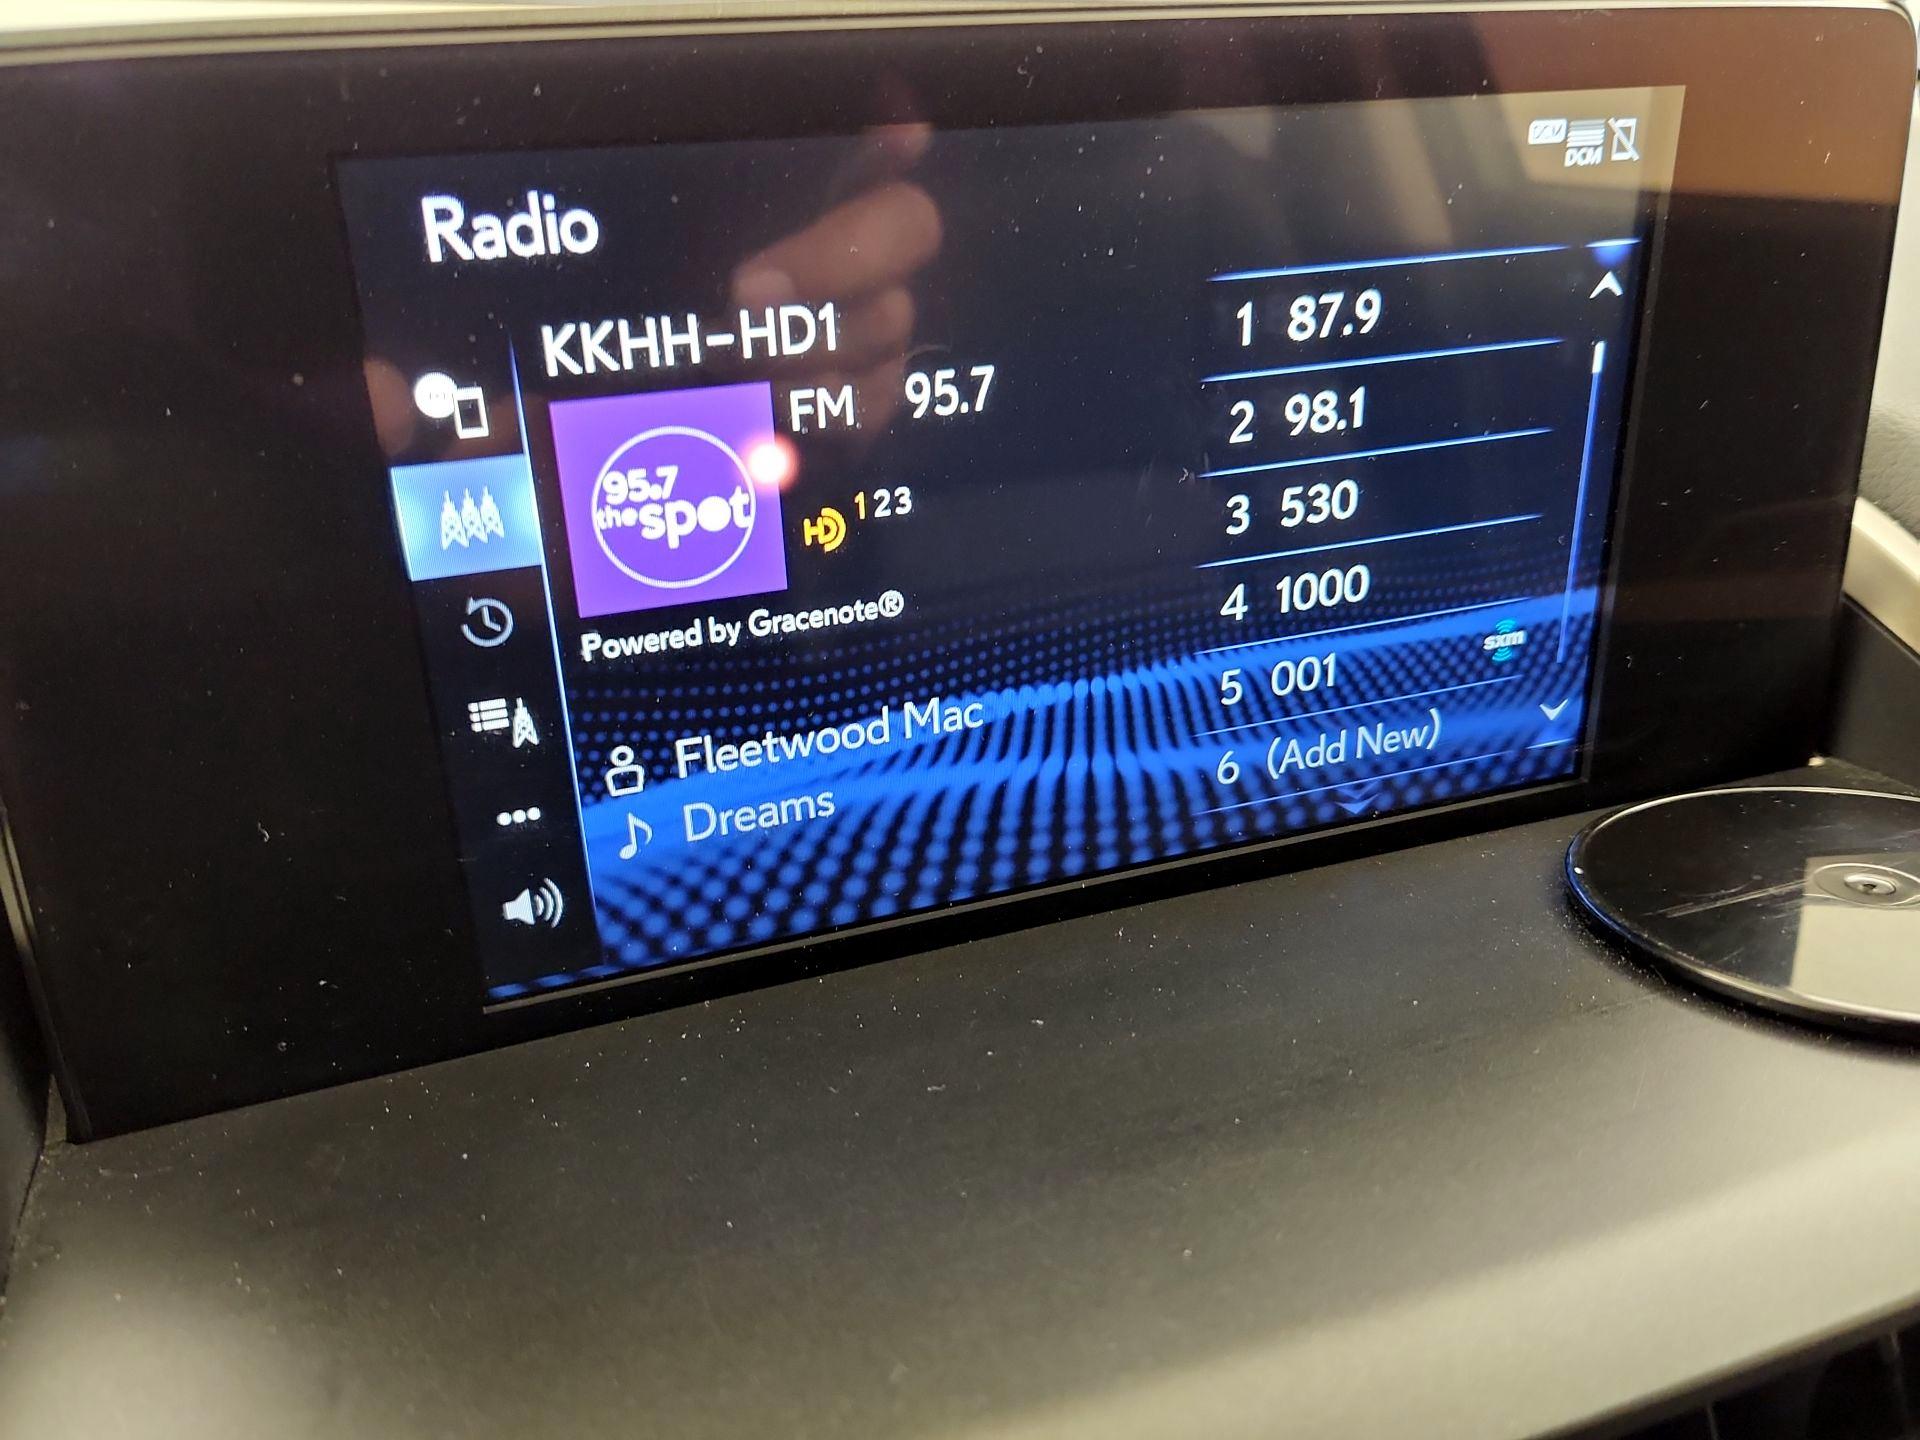 DCM
Radio
KKHH-HD1
FM 95.7
95.7
the spot
HD 1 2 3
Powered by Gracenote®
Fleetwood Mac
Dreams
1 87.9
2 98.1
3 530
4 1000
5 001 sxm
6 (Add New)